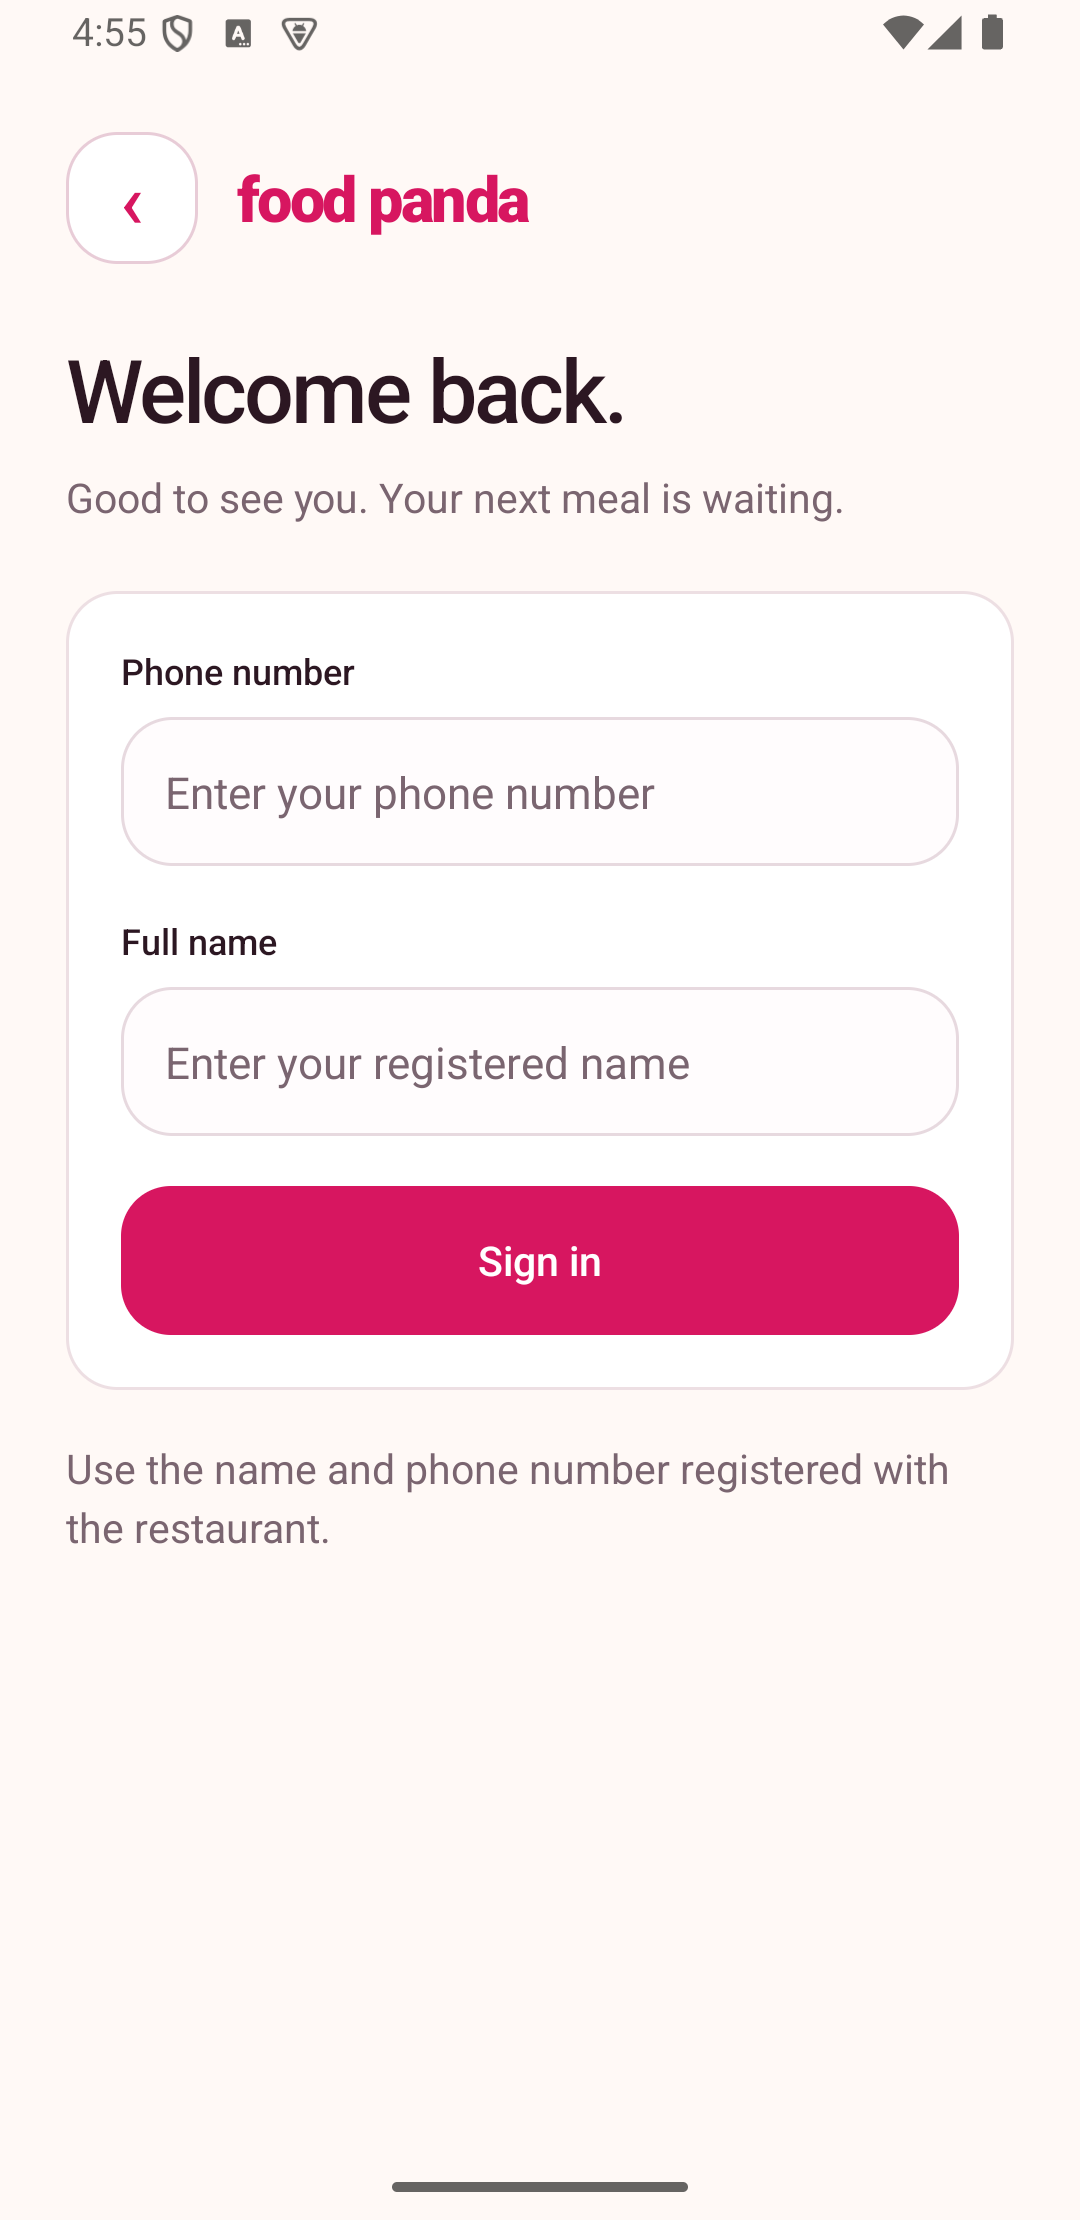 4:55
food panda
Welcome back.
Good to see you. Your next meal is waiting.
Phone number
Enter your phone number
Full name
Enter your registered name
Sign in
Use the name and phone number registered with
the restaurant.